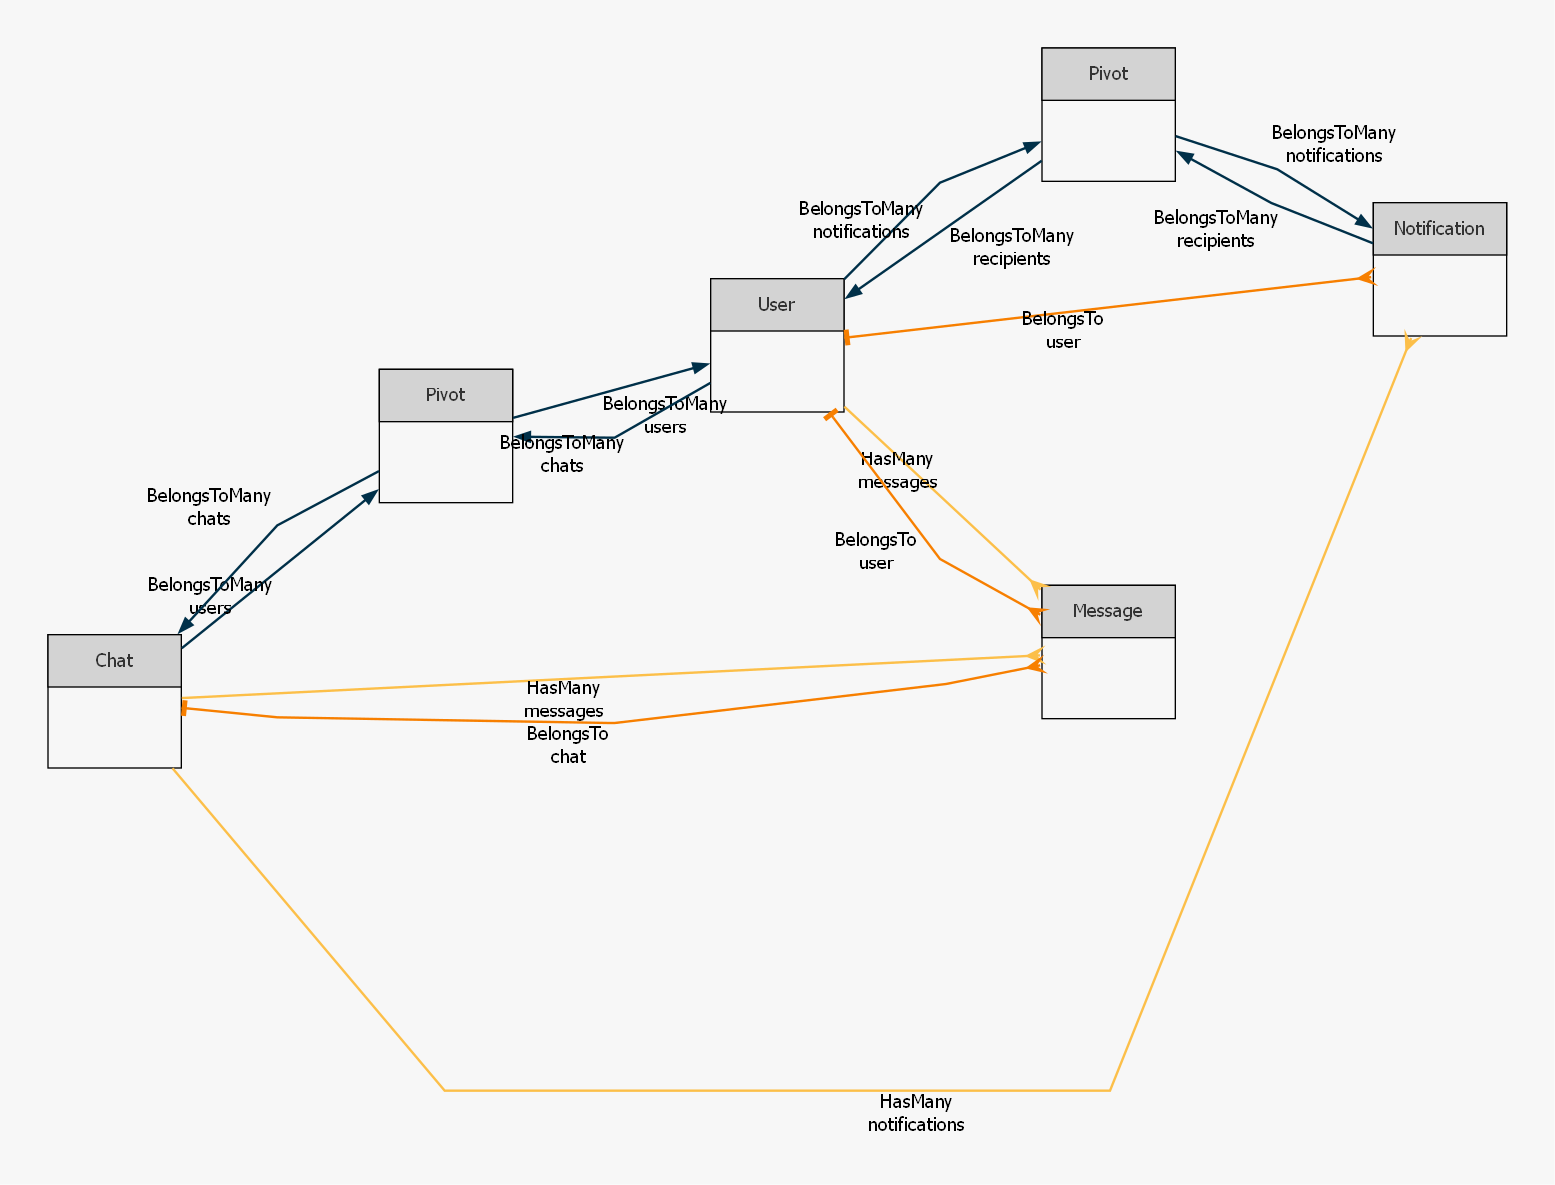 Pivot
BelongsToMany
notifications
BelongsToMany
notifications
BelongsToMany
recipients
Notification
BelongsToMany
recipients
User
BelongsTo
user
Pivot
BelongsToMany
users
BelongsToMany
chats
HasMany
messages
BelongsToMany
chats
BelongsTo
user
BelongsToMany
users
Message
Chat
HasMany
messages
BelongsTo
chat
HasMany
notifications